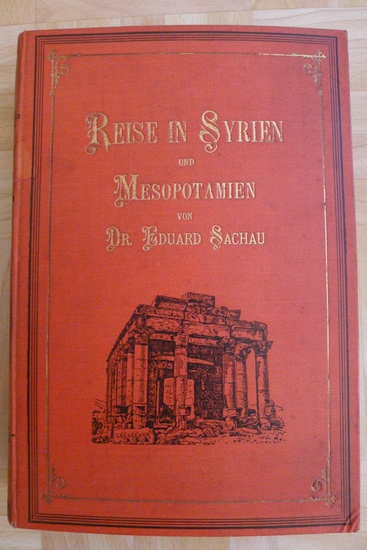 REISE IN SYRIEN
UND
MESOPOTAMIEN
VON
DR. EDUARD SACHAU